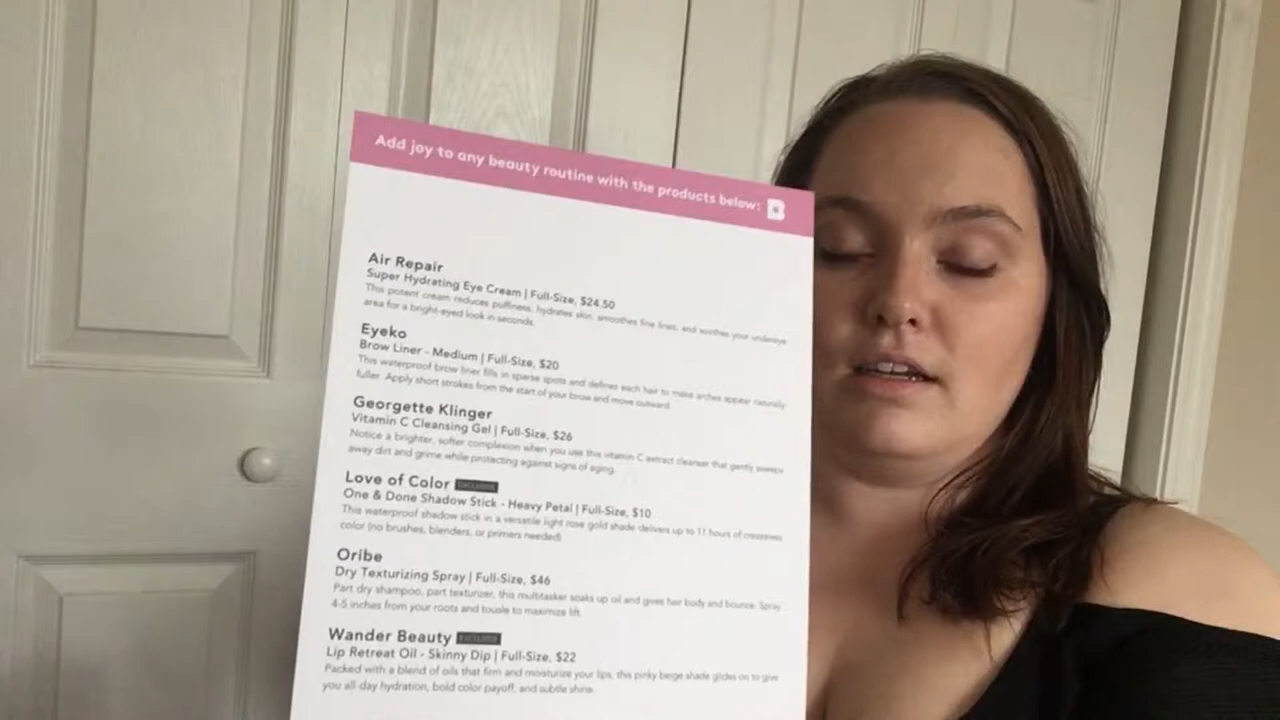 Add joy to any beauty routine with the products below: B
Air Repair
Super Hydrating Eye Cream | Full-Size, $24.50
This potent cream reduces puffiness, hydrates skin, smoothes fine lines, and soothes your undereye
area for a bright-eyed look in seconds.
Eyeko
Brow Liner - Medium | Full-Size, $20
This waterproof brow liner fills in sparse spots and defines each hair to make arches appear naturally
fuller. Apply short strokes from the start of your brow and move outward.
Georgette Klinger
Vitamin C Cleansing Gel | Full-Size, $26
Notice a brighter, softer complexion when you use this vitamin C extract cleanser that gently sweeps
away dirt and grime while protecting against signs of aging.
Love of Color EXCLUSIVE
One & Done Shadow Stick - Heavy Petal | Full-Size, $10
This waterproof shadow stick in a versatile light rose gold shade delivers up to 11 hours of creaseless
color (no brushes, blenders, or primers needed).
Oribe
Dry Texturizing Spray | Full-Size, $46
Part dry shampoo, part texturizer, this multitasker soaks up oil and gives hair body and bounce. Spray
4-5 inches from your roots and tousle to maximize lift.
Wander Beauty EXCLUSIVE
Lip Retreat Oil - Skinny Dip | Full-Size, $22
Packed with a blend of oils that firm and moisturize your lips, this pinky beige shade glides on to give
you all-day hydration, bold color payoff, and subtle shine.